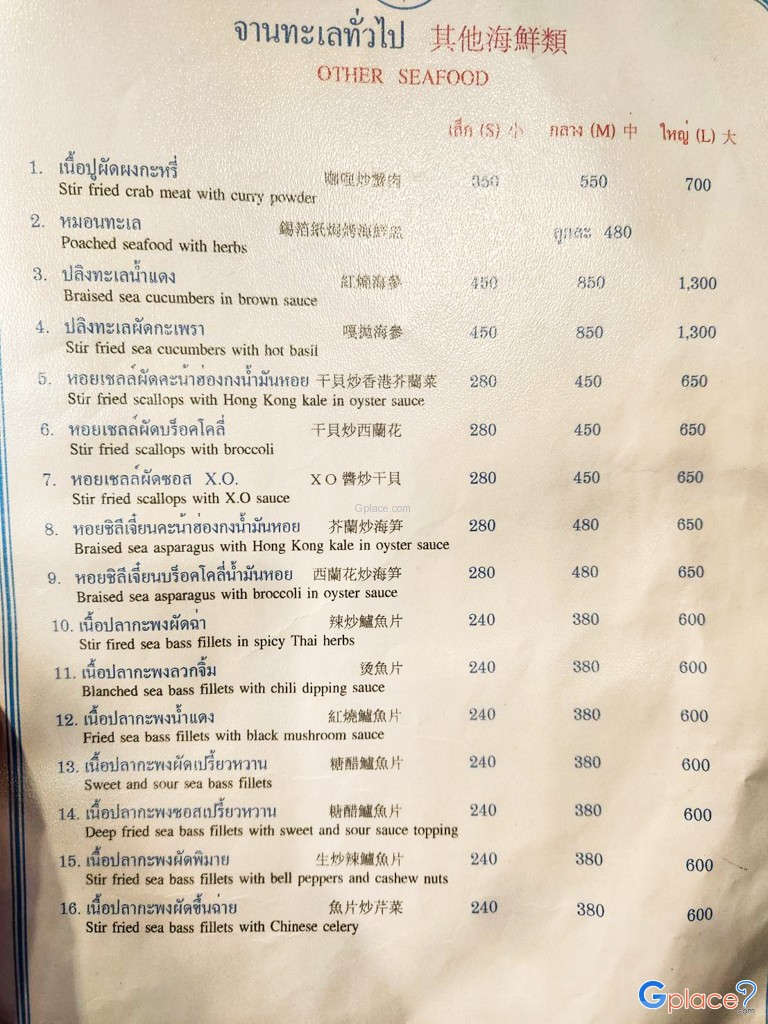 จานทะเลทั่วไป 其他海鮮類
OTHER SEAFOOD
เล็ก (S) 小 กลาง (M) 中 ใหญ่ (L) 大
1. เนื้อปูผัดผงกะหรี่ 咖喱炒蟹肉 350 550 700
Stir fried crab meat with curry powder
2. หมอนทะเล 錫箔紙焗 海鮮 ลูกละ 480
Poached seafood with herbs
3. ปลิงทะเลน้ำแดง 紅燒海參 450 850 1,300
Braised sea cucumbers in brown sauce
4. ปลิงทะเลผัดกะเพรา 嘎拋海參 450 850 1,300
Stir fried sea cucumbers with hot basil
5. หอยเชลล์ผัดคะน้าฮ่องกงน้ำมันหอย 干貝炒香港芥蘭菜 280 450 650
Stir fried scallops with Hong Kong kale in oyster sauce
6. หอยเชลล์ผัดบร็อคโคลี่ 干貝炒西蘭花 280 450 650
Stir fried scallops with broccoli
7. หอยเชลล์ผัดซอส X.O. XO醬炒干貝 280 450 650
Stir fried scallops with X.O sauce
Gplace.com
8. หอยชิลีเจี๋ยนคะน้าฮ่องกงน้ำมันหอย 芥蘭炒海笋 280 480 650
Braised sea asparagus with Hong Kong kale in oyster sauce
9. หอยชิลีเจี๋ยนบร็อคโคลี่น้ำมันหอย 西蘭花炒海笋 280 480 650
Braised sea asparagus with broccoli in oyster sauce
10. เนื้อปลากะพงผัดฉ่า 辣炒鱸魚片 240 380 600
Stir fired sea bass fillets in spicy Thai herbs
11. เนื้อปลากะพงลวกจิ้ม 烫魚片 240 380 600
Blanched sea bass fillets with chili dipping sauce
12. เนื้อปลากะพงน้ำแดง 紅燒鱸魚片 240 380 600
Fried sea bass fillets with black mushroom sauce
13. เนื้อปลากะพงผัดเปรี้ยวหวาน 糖醋鱸魚片 240 380 600
Sweet and sour sea bass fillets
14. เนื้อปลากะพงซอสเปรี้ยวหวาน 糖醋鱸魚片 240 380 600
Deep fried sea bass fillets with sweet and sour sauce topping
15. เนื้อปลากะพงผัดพิมาย 生炒辣鱸魚片 240 380 600
Stir fried sea bass fillets with bell peppers and cashew nuts
16. เนื้อปลากะพงผัดขึ้นฉ่าย 魚片炒芹菜 240 380 600
Stir fried sea bass fillets with Chinese celery
Gplace.com